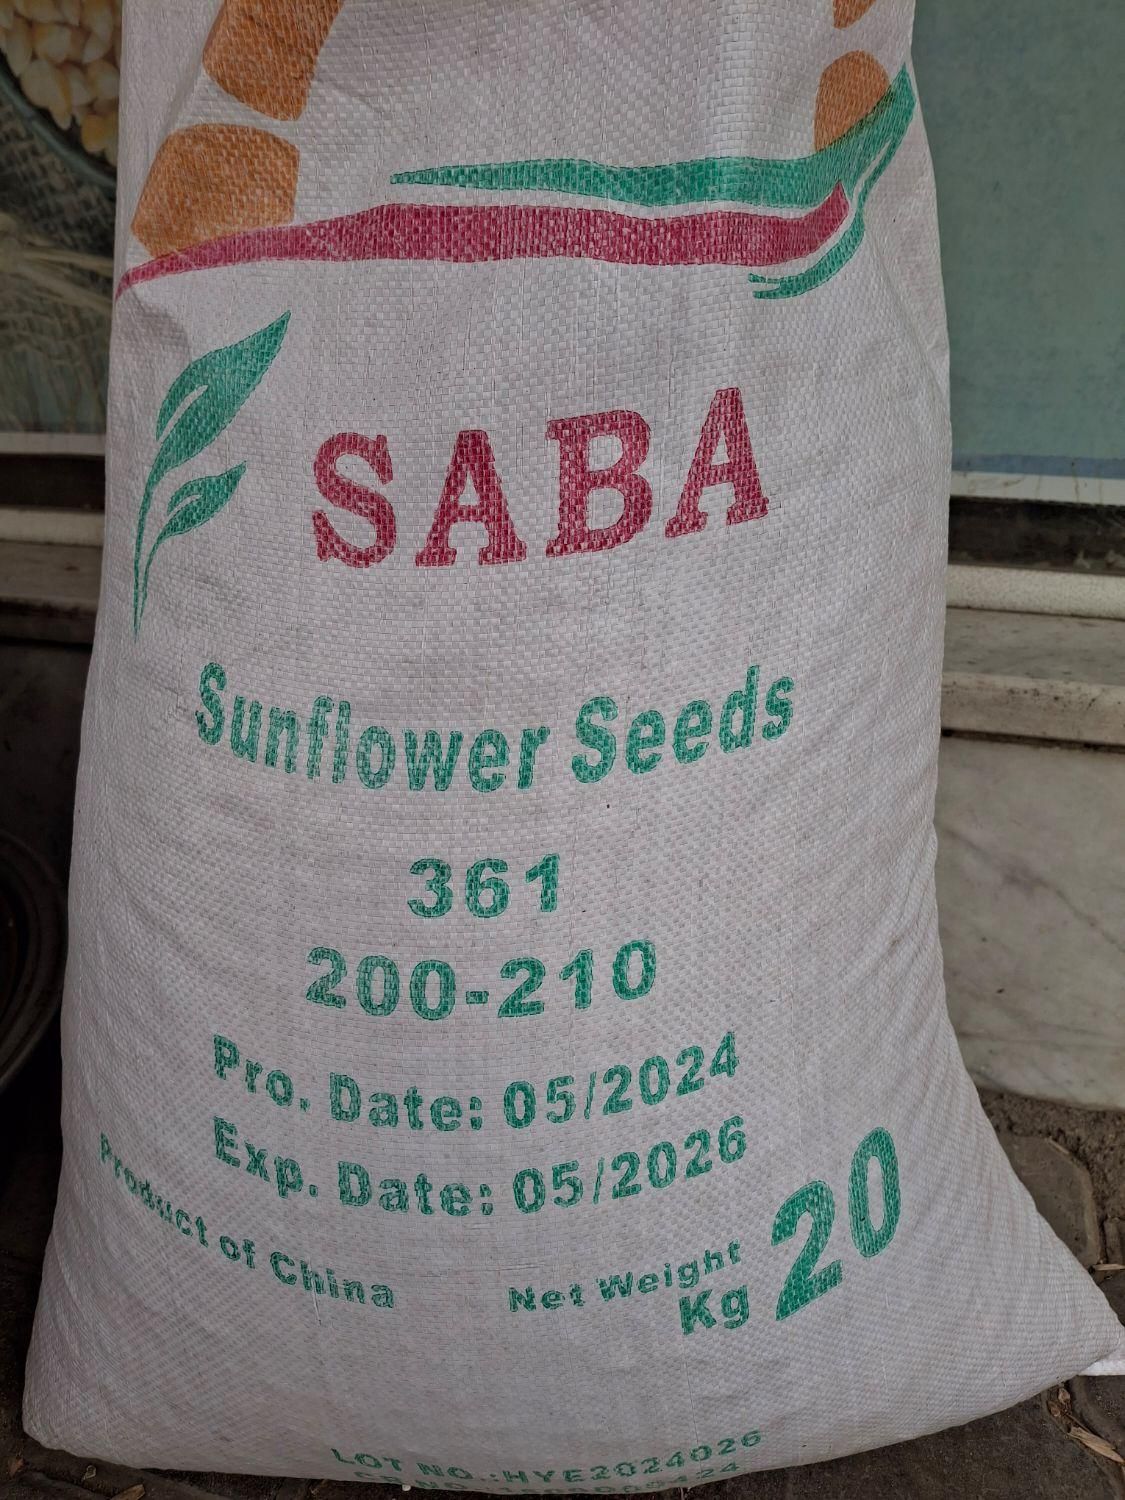 SABA
Sunflower Seeds
361
200-210
Pro. Date: 05/2024
Exp. Date: 05/2026
Product of China
Net Weight
Kg 20
LOT NO.:HYE2024026